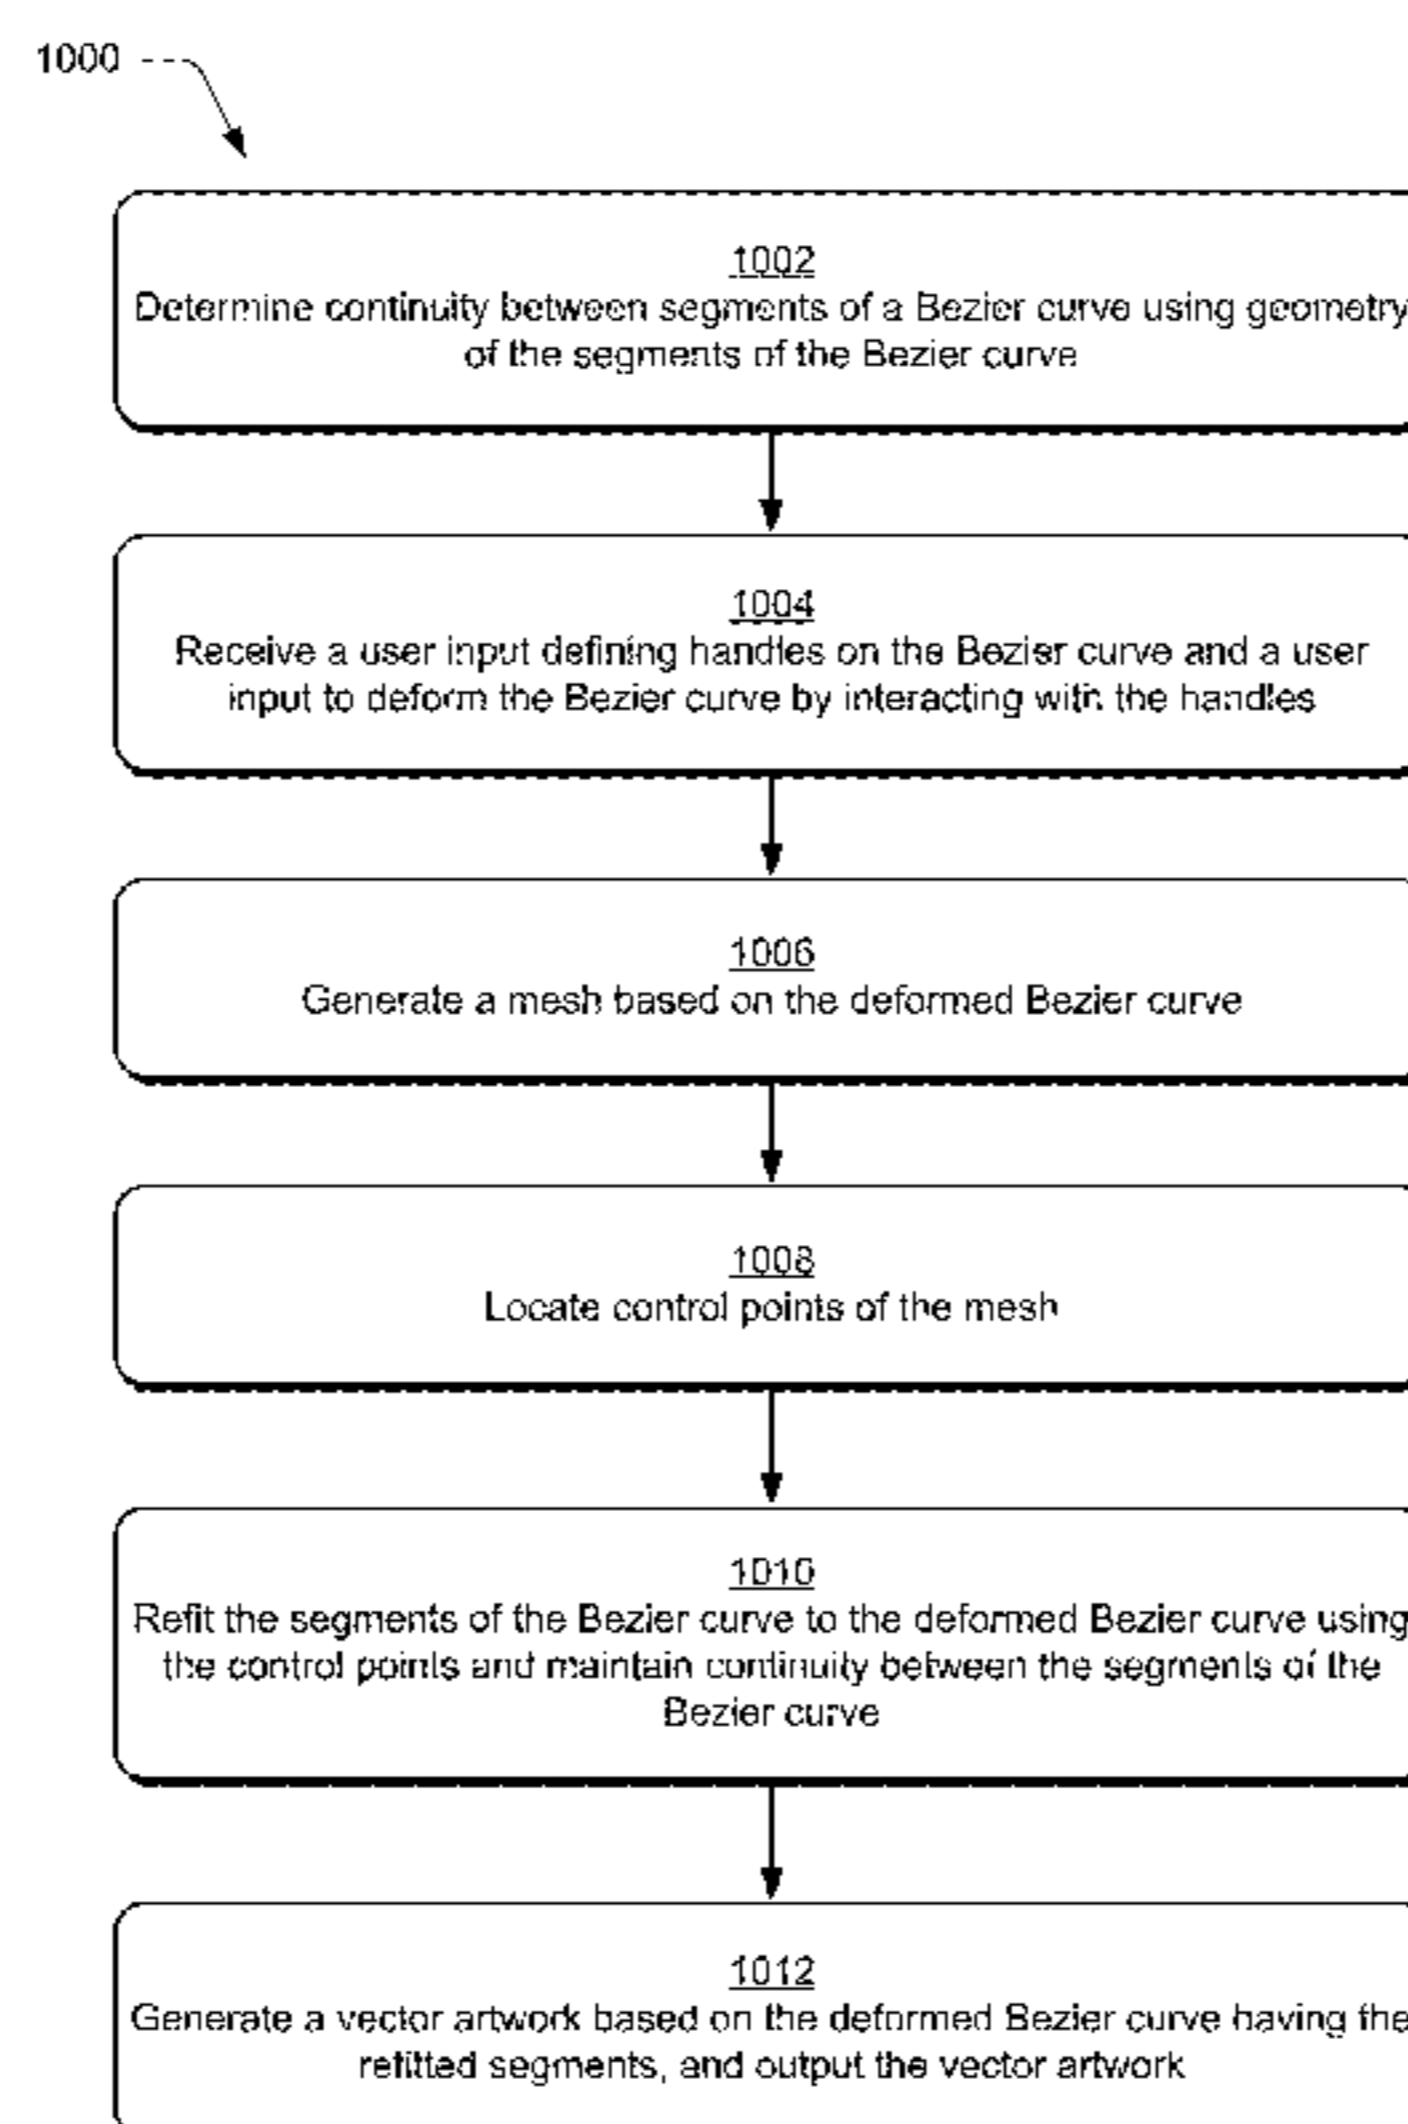 1000
1002
Determine continuity between segments of a Bezier curve using geometry
of the segments of the Bezier curve
1004
Receive a user input defining handles on the Bezier curve and a user
input to deform the Bezier curve by interacting with the handles
1006
Generate a mesh based on the deformed Bezier curve
1008
Locate control points of the mesh
1010
Refit the segments of the Bezier curve to the deformed Bezier curve using
the control points and maintain continuity between the segments of the
Bezier curve
1012
Generate a vector artwork based on the deformed Bezier curve having the
refitted segments, and output the vector artwork